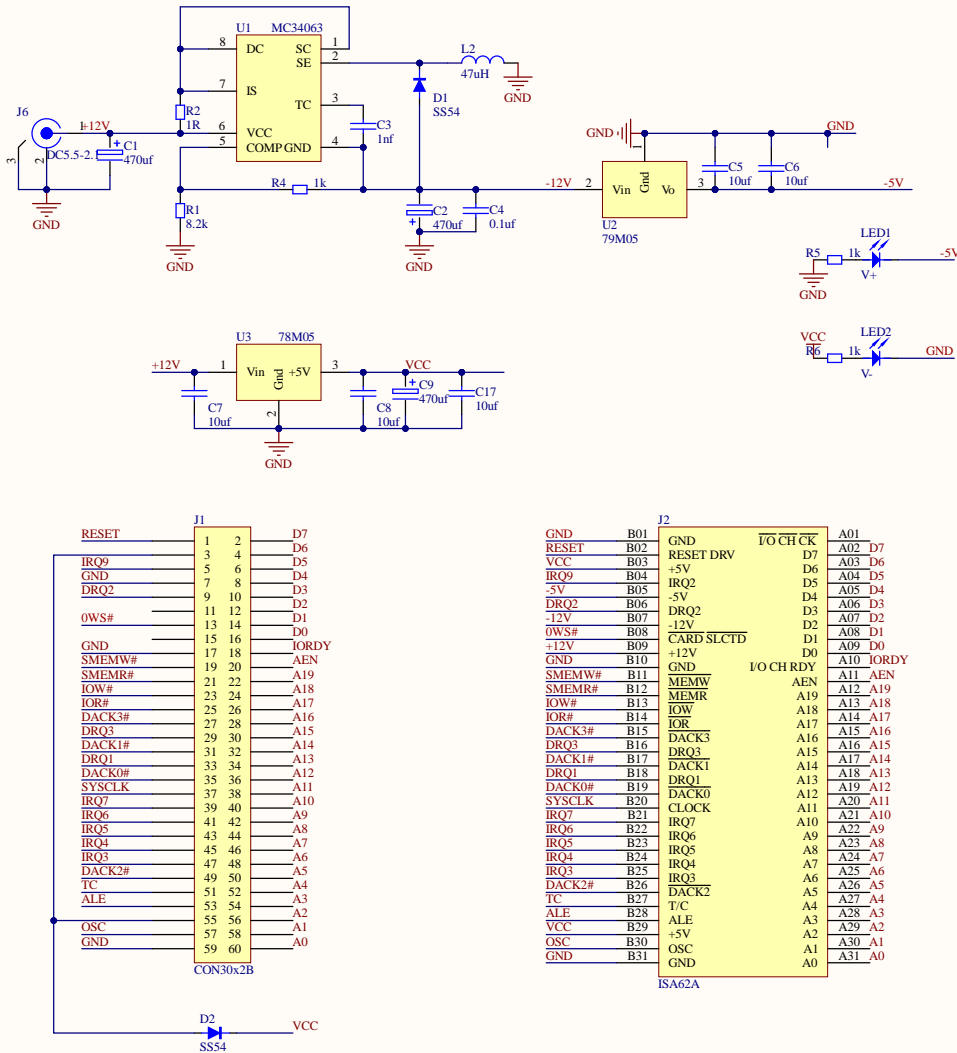 U1 MC34063
8 DC SC 1
SE 2
7 IS
TC 3
6 VCC
5 COMP GND 4
R2
1R
C3
1nf
L2
47uH
GND
D1
SS54
J6
1 +12V
DC5.5-2.1
3 2
C1
470uf
GND
R4 1k
R1
8.2k
GND
C2
470uf
C4
0.1uf
GND
-12V
GND
1
2 Vin Gnd Vo 3
U2
79M05
C5
10uf
C6
10uf
GND
-5V
LED1
R5 1k
V+
-5V
GND
LED2
VCC
R6 1k
V-
GND
U3 78M05
+12V 1 Vin Gnd +5V 3 VCC
2
C7
10uf
C8
10uf
C9
470uf
C17
10uf
GND
J1
RESET 1 2 D7
3 4 D6
IRQ9 5 6 D5
GND 7 8 D4
DRQ2 9 10 D3
11 12 D2
0WS# 13 14 D1
15 16 D0
GND 17 18 IORDY
SMEMW# 19 20 AEN
SMEMR# 21 22 A19
IOW# 23 24 A18
IOR# 25 26 A17
DACK3# 27 28 A16
DRQ3 29 30 A15
DACK1# 31 32 A14
DRQ1 33 34 A13
DACK0# 35 36 A12
SYSCLK 37 38 A11
IRQ7 39 40 A10
IRQ6 41 42 A9
IRQ5 43 44 A8
IRQ4 45 46 A7
IRQ3 47 48 A6
DACK2# 49 50 A5
TC 51 52 A4
ALE 53 54 A3
55 56 A2
OSC 57 58 A1
GND 59 60 A0
CON30x2B
D2
SS54
VCC
J2
GND B01 GND I/O CH CK A01
RESET B02 RESET DRV D7 A02 D7
VCC B03 +5V D6 A03 D6
IRQ9 B04 IRQ2 D5 A04 D5
-5V B05 -5V D4 A05 D4
DRQ2 B06 DRQ2 D3 A06 D3
-12V B07 -12V D2 A07 D2
0WS# B08 CARD SLCTD D1 A08 D1
+12V B09 +12V D0 A09 D0
GND B10 GND I/O CH RDY A10 IORDY
SMEMW# B11 MEMW AEN A11 AEN
SMEMR# B12 MEMR A19 A12 A19
IOW# B13 IOW A18 A13 A18
IOR# B14 IOR A17 A14 A17
DACK3# B15 DACK3 A16 A15 A16
DRQ3 B16 DRQ3 A15 A16 A15
DACK1# B17 DACK1 A14 A17 A14
DRQ1 B18 DRQ1 A13 A18 A13
DACK0# B19 DACK0 A12 A19 A12
SYSCLK B20 CLOCK A11 A20 A11
IRQ7 B21 IRQ7 A10 A21 A10
IRQ6 B22 IRQ6 A9 A22 A9
IRQ5 B23 IRQ5 A8 A23 A8
IRQ4 B24 IRQ4 A7 A24 A7
IRQ3 B25 IRQ3 A6 A25 A6
DACK2# B26 DACK2 A5 A26 A5
TC B27 T/C A4 A27 A4
ALE B28 ALE A3 A28 A3
VCC B29 +5V A2 A29 A2
OSC B30 OSC A1 A30 A1
GND B31 GND A0 A31 A0
ISA62A